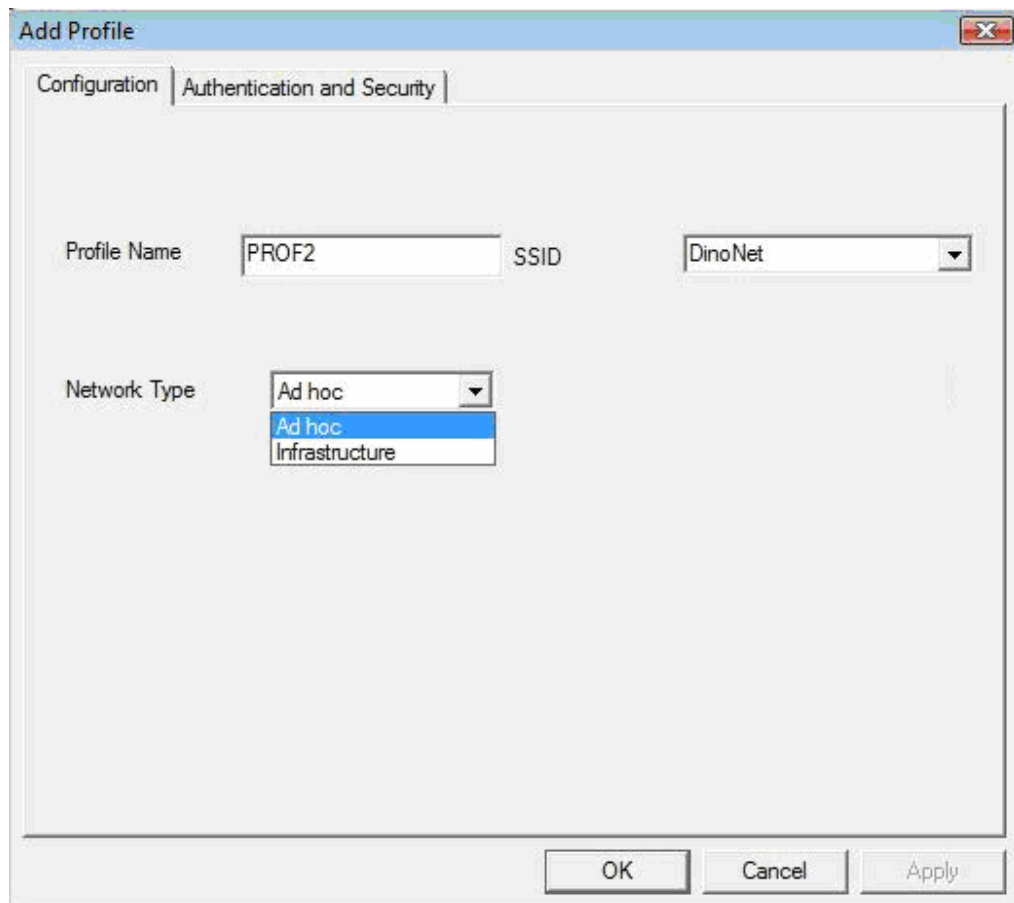 Add Profile
Configuration Authentication and Security
Profile Name PROF2 SSID DinoNet
Network Type Ad hoc
Ad hoc
Infrastructure
OK Cancel Apply